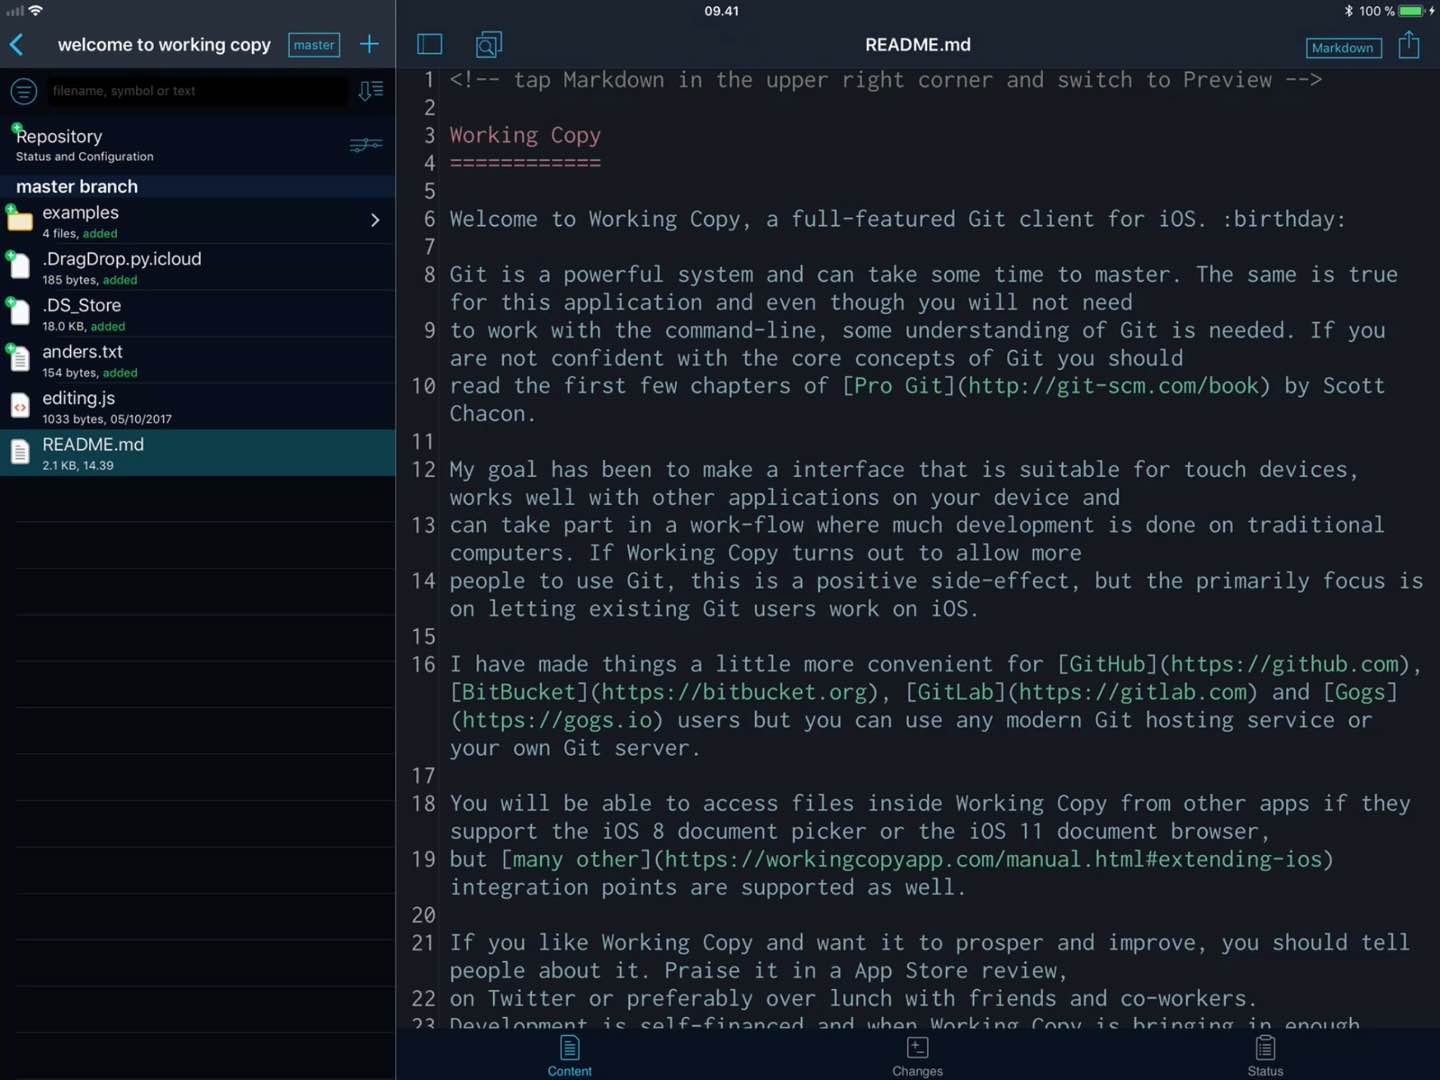 09.41
100 %
welcome to working copy
master
README.md
Markdown
filename, symbol or text
Repository
Status and Configuration
master branch
examples
4 files, added
.DragDrop.py.icloud
185 bytes, added
.DS_Store
18.0 KB, added
anders.txt
154 bytes, added
editing.js
1033 bytes, 05/10/2017
README.md
2.1 KB, 14.39
1 <!-- tap Markdown in the upper right corner and switch to Preview -->
2
3 Working Copy
4 ============
5
6 Welcome to Working Copy, a full-featured Git client for iOS. :birthday:
7
8 Git is a powerful system and can take some time to master. The same is true
for this application and even though you will not need
9 to work with the command-line, some understanding of Git is needed. If you
are not confident with the core concepts of Git you should
10 read the first few chapters of [Pro Git](http://git-scm.com/book) by Scott
Chacon.
11
12 My goal has been to make a interface that is suitable for touch devices,
works well with other applications on your device and
13 can take part in a work-flow where much development is done on traditional
computers. If Working Copy turns out to allow more
14 people to use Git, this is a positive side-effect, but the primarily focus is
on letting existing Git users work on iOS.
15
16 I have made things a little more convenient for [GitHub](https://github.com),
[BitBucket](https://bitbucket.org), [GitLab](https://gitlab.com) and [Gogs]
(https://gogs.io) users but you can use any modern Git hosting service or
your own Git server.
17
18 You will be able to access files inside Working Copy from other apps if they
support the iOS 8 document picker or the iOS 11 document browser,
19 but [many other](https://workingcopyapp.com/manual.html#extending-ios)
integration points are supported as well.
20
21 If you like Working Copy and want it to prosper and improve, you should tell
people about it. Praise it in a App Store review,
22 on Twitter or preferably over lunch with friends and co-workers.
23 Development is self-financed and when Working Copy is bringing in enough
Content
Changes
Status